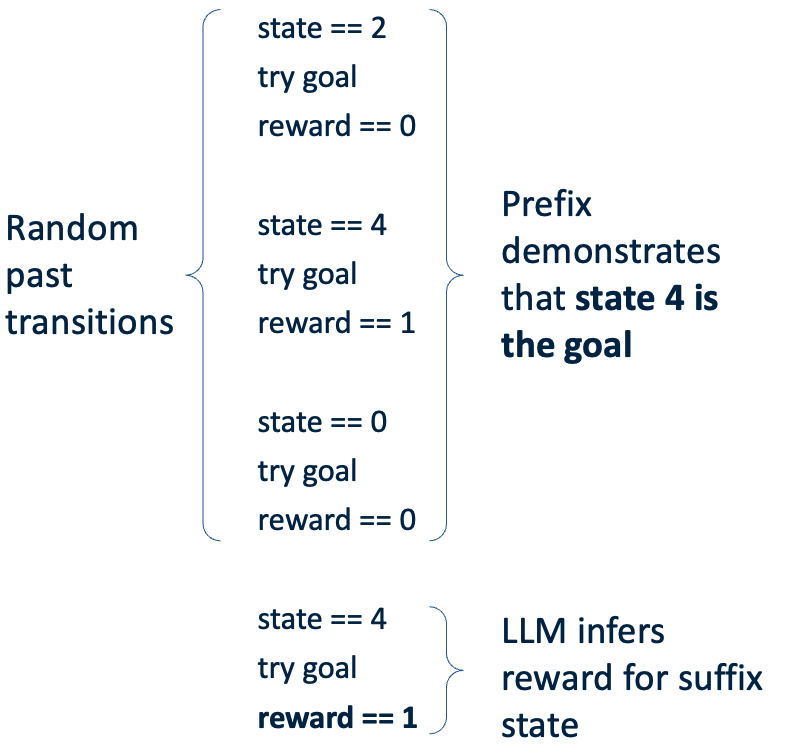 Random
past
transitions
state == 2
try goal
reward == 0
state == 4
try goal
reward == 1
state == 0
try goal
reward == 0
Prefix
demonstrates
that state 4 is
the goal
state == 4
try goal
reward == 1
LLM infers
reward for suffix
state